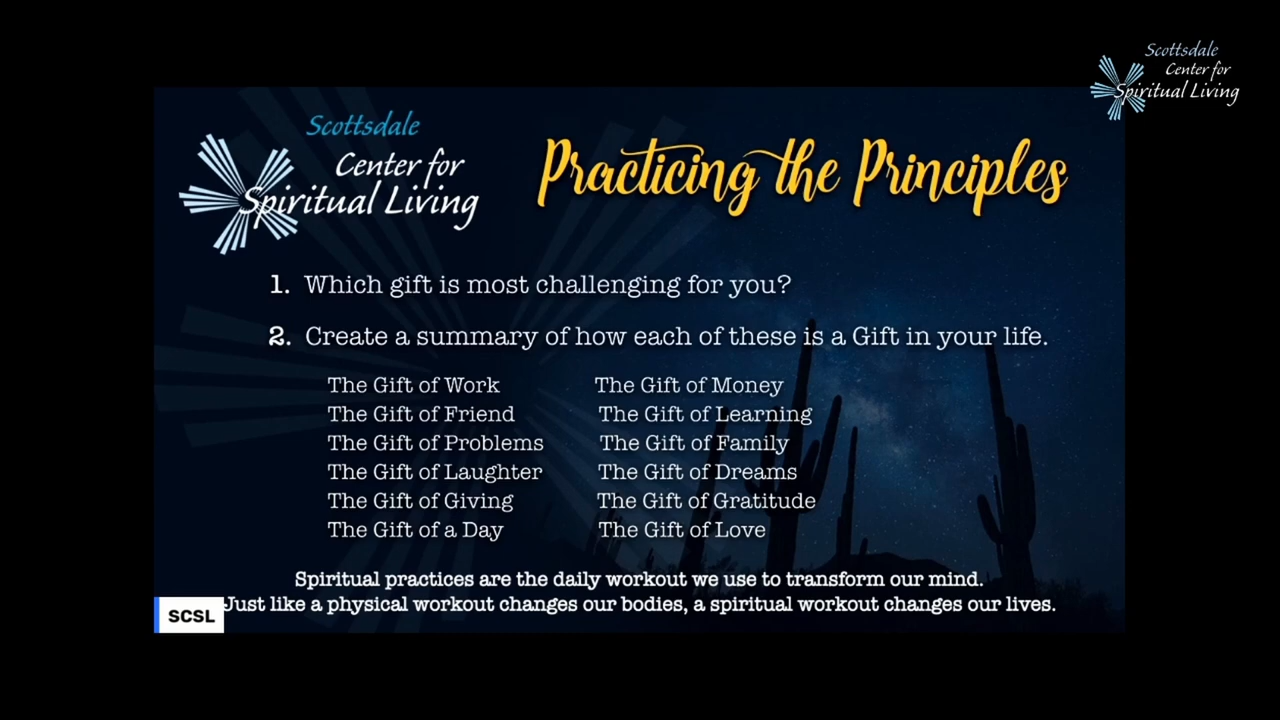 Scottsdale
Center for
Spiritual Living
Scottsdale
Center for
Spiritual Living
Practicing the Principles
1. Which gift is most challenging for you?
2. Create a summary of how each of these is a Gift in your life.
The Gift of Work
The Gift of Friend
The Gift of Problems
The Gift of Laughter
The Gift of Giving
The Gift of a Day
The Gift of Money
The Gift of Learning
The Gift of Family
The Gift of Dreams
The Gift of Gratitude
The Gift of Love
Spiritual practices are the daily workout we use to transform our mind.
Just like a physical workout changes our bodies, a spiritual workout changes our lives.
SCSL